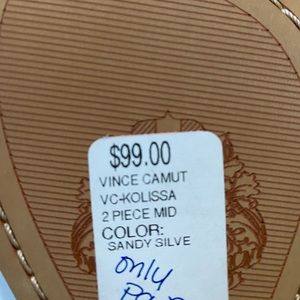 $99.00
VINCE CAMUT
VC-KOLISSA
2 PIECE MID
COLOR:
SANDY SILVE
only